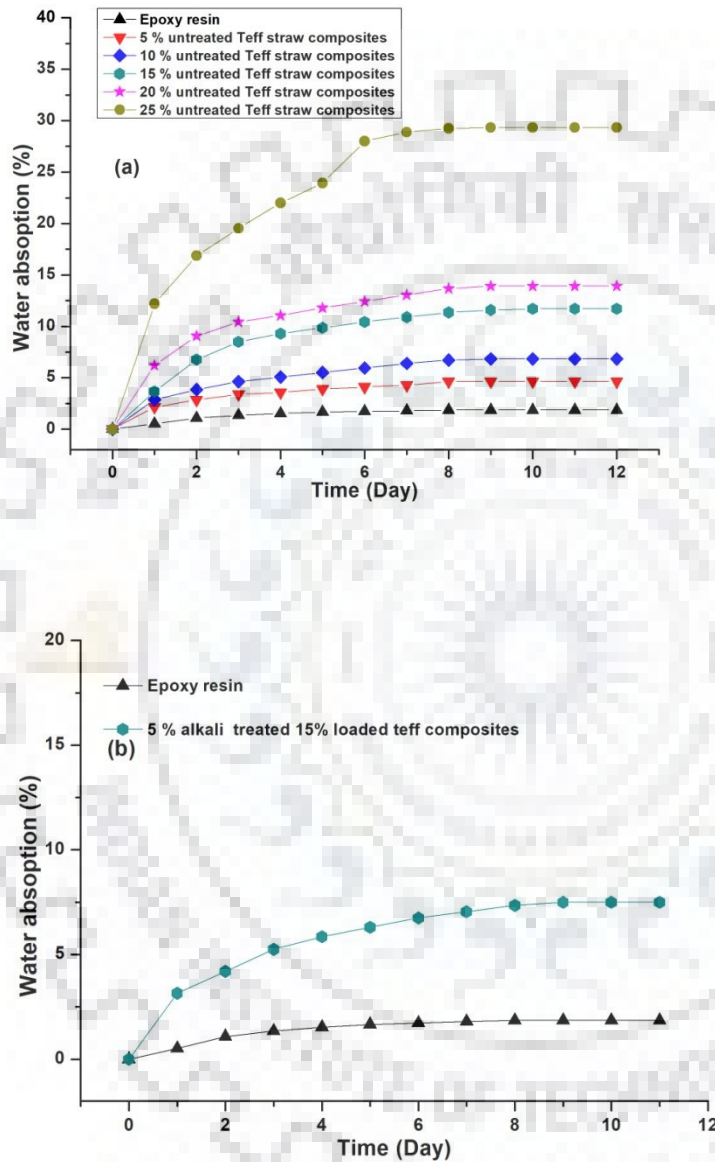 40
35
30
25
20
15
10
5
0
Water absoption (%)
Epoxy resin
5 % untreated Teff straw composites
10 % untreated Teff straw composites
15 % untreated Teff straw composites
20 % untreated Teff straw composites
25 % untreated Teff straw composites
(a)
0 2 4 6 8 10 12
Time (Day)
20
15
10
5
0
Water absoption (%)
Epoxy resin
5 % alkali treated 15% loaded teff composites
(b)
0 2 4 6 8 10 12
Time (Day)